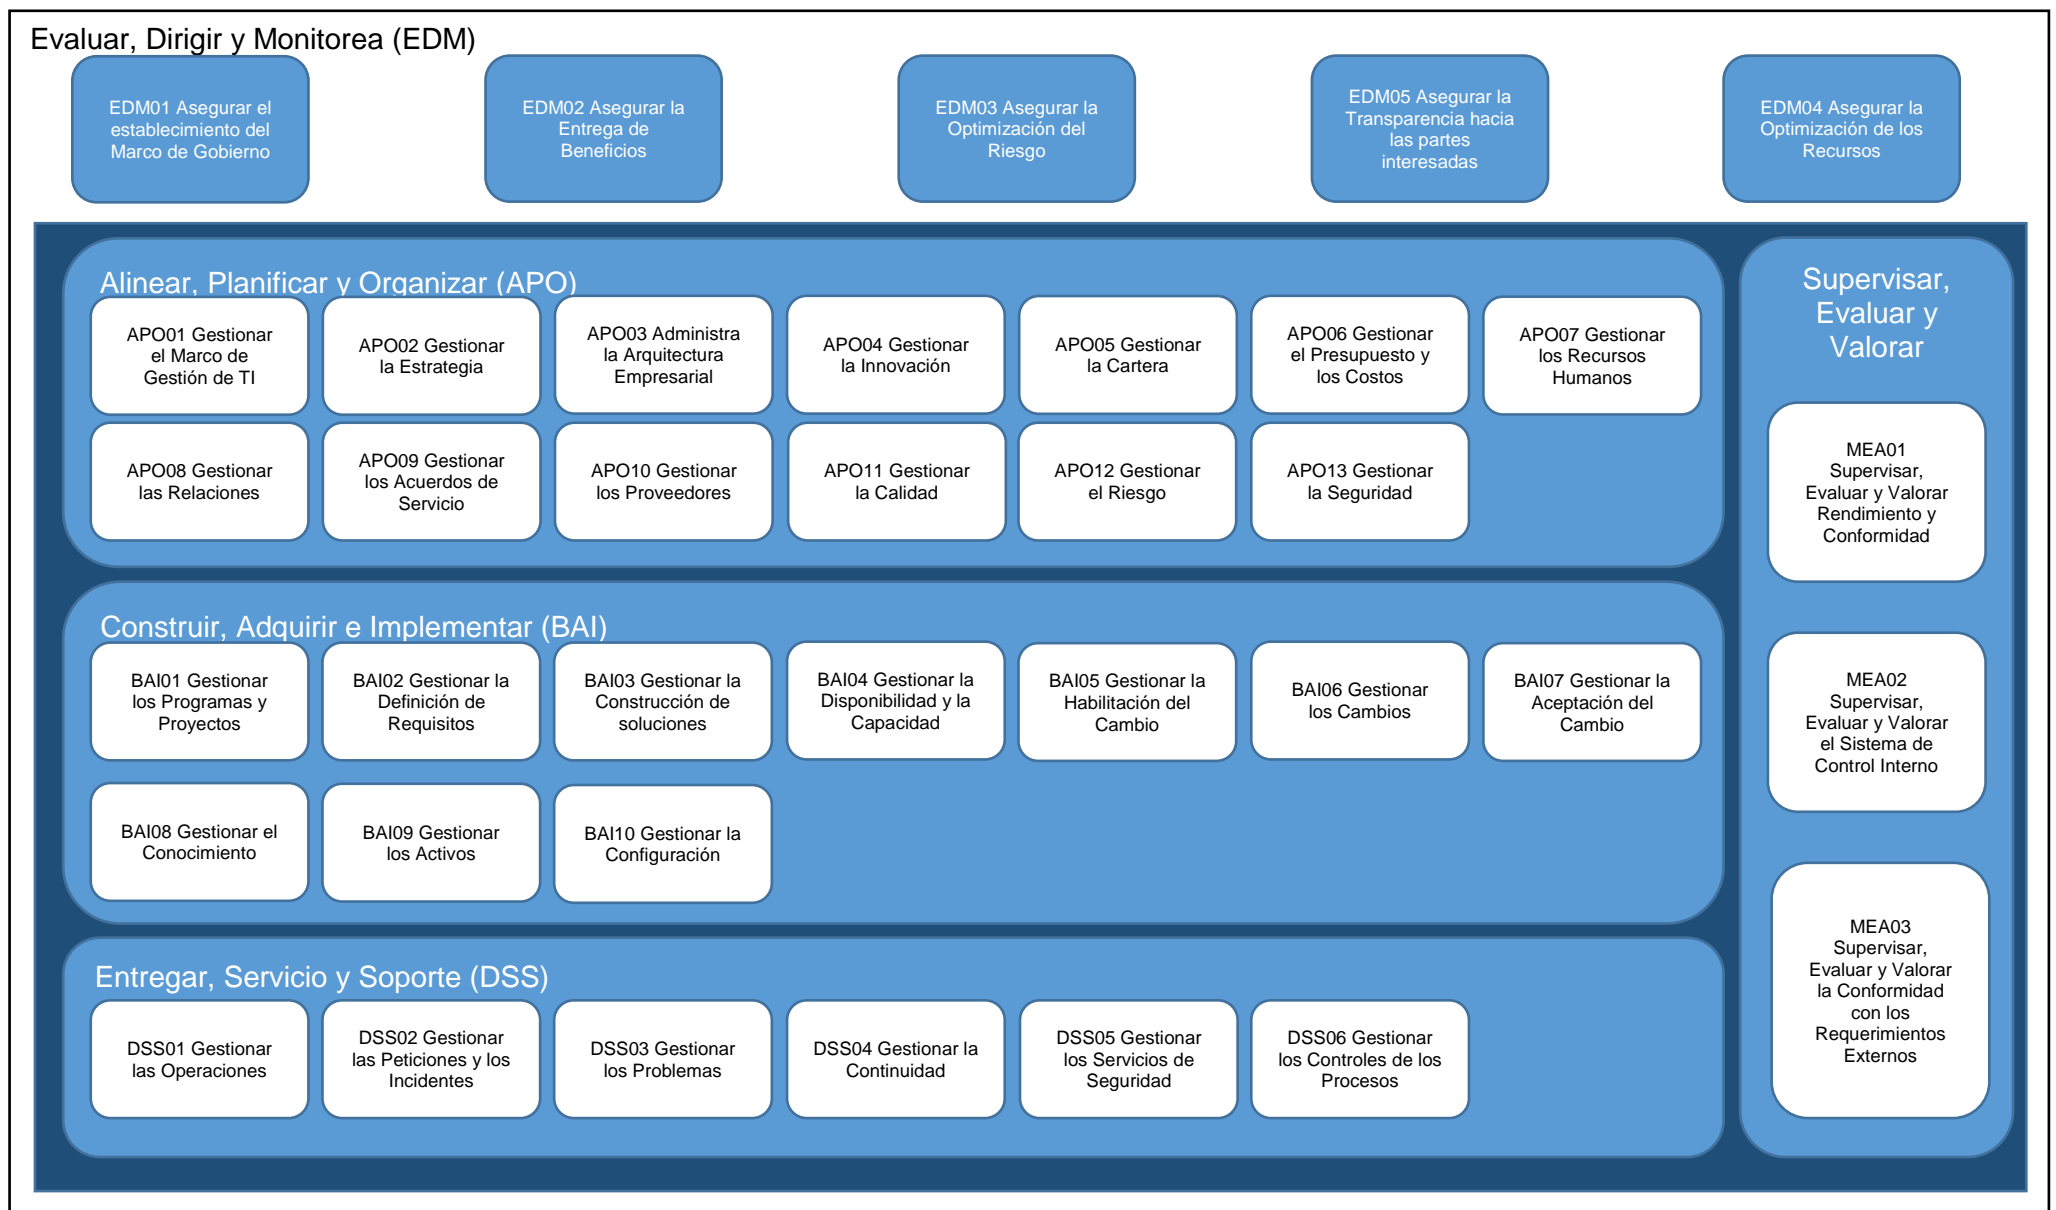 Evaluar, Dirigir y Monitorea (EDM)
EDM01 Asegurar el
establecimiento del
Marco de Gobierno
EDM02 Asegurar la
Entrega de
Beneficios
EDM03 Asegurar la
Optimización del
Riesgo
EDM05 Asegurar la
Transparencia hacia
las partes
interesadas
EDM04 Asegurar la
Optimización de los
Recursos
Alinear, Planificar y Organizar (APO)
APO01 Gestionar
el Marco de
Gestión de TI
APO02 Gestionar
la Estrategia
APO03 Administra
la Arquitectura
Empresarial
APO04 Gestionar
la Innovación
APO05 Gestionar
la Cartera
APO06 Gestionar
el Presupuesto y
los Costos
APO07 Gestionar
los Recursos
Humanos
APO08 Gestionar
las Relaciones
APO09 Gestionar
los Acuerdos de
Servicio
APO10 Gestionar
los Proveedores
APO11 Gestionar
la Calidad
APO12 Gestionar
el Riesgo
APO13 Gestionar
la Seguridad
Construir, Adquirir e Implementar (BAI)
BAI01 Gestionar
los Programas y
Proyectos
BAI02 Gestionar la
Definición de
Requisitos
BAI03 Gestionar la
Construcción de
soluciones
BAI04 Gestionar la
Disponibilidad y la
Capacidad
BAI05 Gestionar la
Habilitación del
Cambio
BAI06 Gestionar
los Cambios
BAI07 Gestionar la
Aceptación del
Cambio
BAI08 Gestionar el
Conocimiento
BAI09 Gestionar
los Activos
BAI10 Gestionar la
Configuración
Entregar, Servicio y Soporte (DSS)
DSS01 Gestionar
las Operaciones
DSS02 Gestionar
las Peticiones y los
Incidentes
DSS03 Gestionar
los Problemas
DSS04 Gestionar la
Continuidad
DSS05 Gestionar
los Servicios de
Seguridad
DSS06 Gestionar
los Controles de los
Procesos
Supervisar,
Evaluar y
Valorar
MEA01
Supervisar,
Evaluar y Valorar
Rendimiento y
Conformidad
MEA02
Supervisar,
Evaluar y Valorar
el Sistema de
Control Interno
MEA03
Supervisar,
Evaluar y Valorar
la Conformidad
con los
Requerimientos
Externos